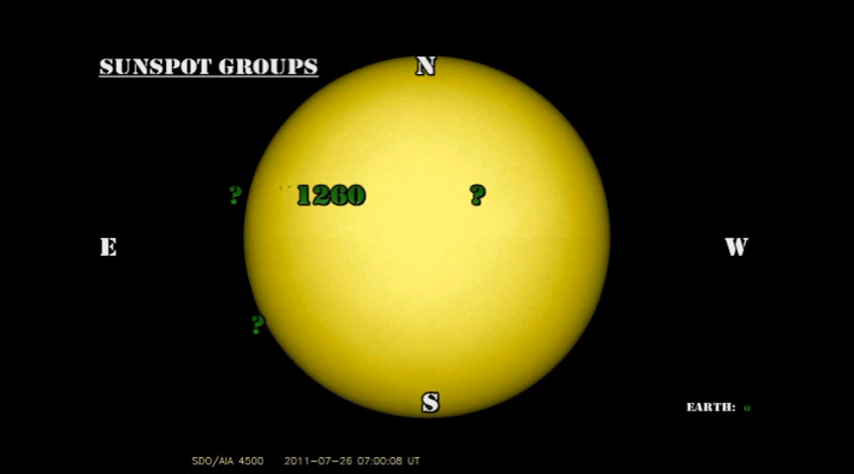 SUNSPOT GROUPS
N
? 1260 ?
E W
?
S
EARTH:
SDO/AIA 4500 2011-07-26 07:00:08 UT